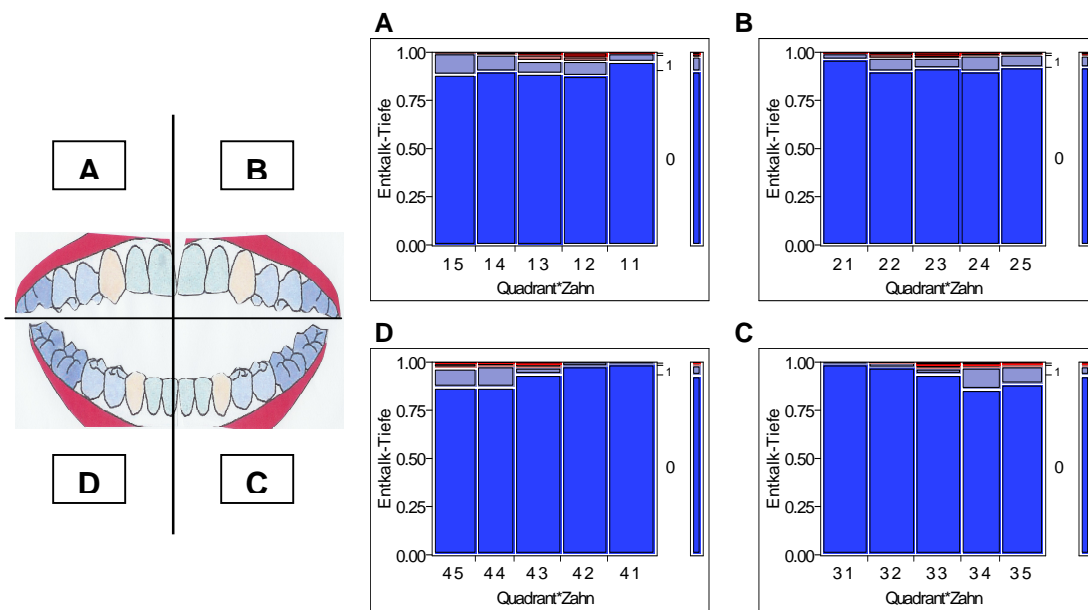 A
B
D
C
A
1.00
0.75
0.50
0.25
0.00
Entkalk-Tiefe
1
0
15 14 13 12 11
Quadrant*Zahn
B
1.00
0.75
0.50
0.25
0.00
Entkalk-Tiefe
1
0
21 22 23 24 25
Quadrant*Zahn
D
1.00
0.75
0.50
0.25
0.00
Entkalk-Tiefe
1
0
45 44 43 42 41
Quadrant*Zahn
C
1.00
0.75
0.50
0.25
0.00
Entkalk-Tiefe
1
0
31 32 33 34 35
Quadrant*Zahn